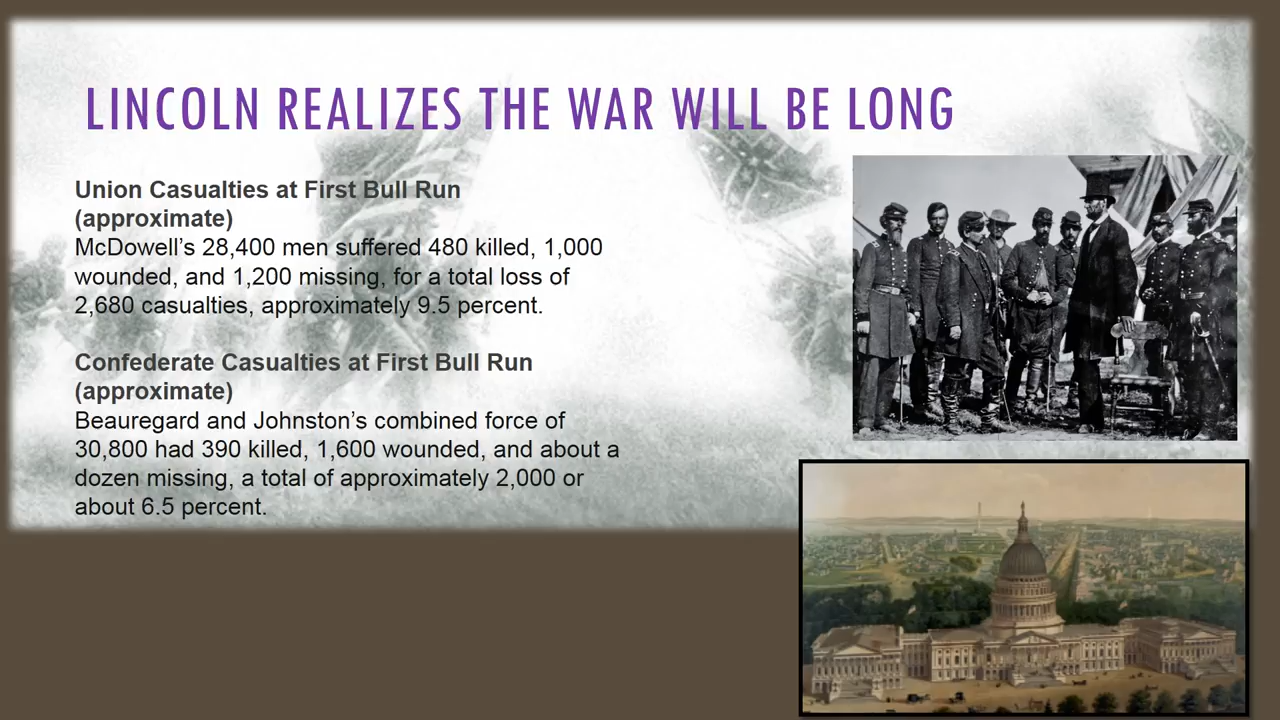 LINCOLN REALIZES THE WAR WILL BE LONG
Union Casualties at First Bull Run
(approximate)
McDowell’s 28,400 men suffered 480 killed, 1,000
wounded, and 1,200 missing, for a total loss of
2,680 casualties, approximately 9.5 percent.
Confederate Casualties at First Bull Run
(approximate)
Beauregard and Johnston’s combined force of
30,800 had 390 killed, 1,600 wounded, and about a
dozen missing, a total of approximately 2,000 or
about 6.5 percent.